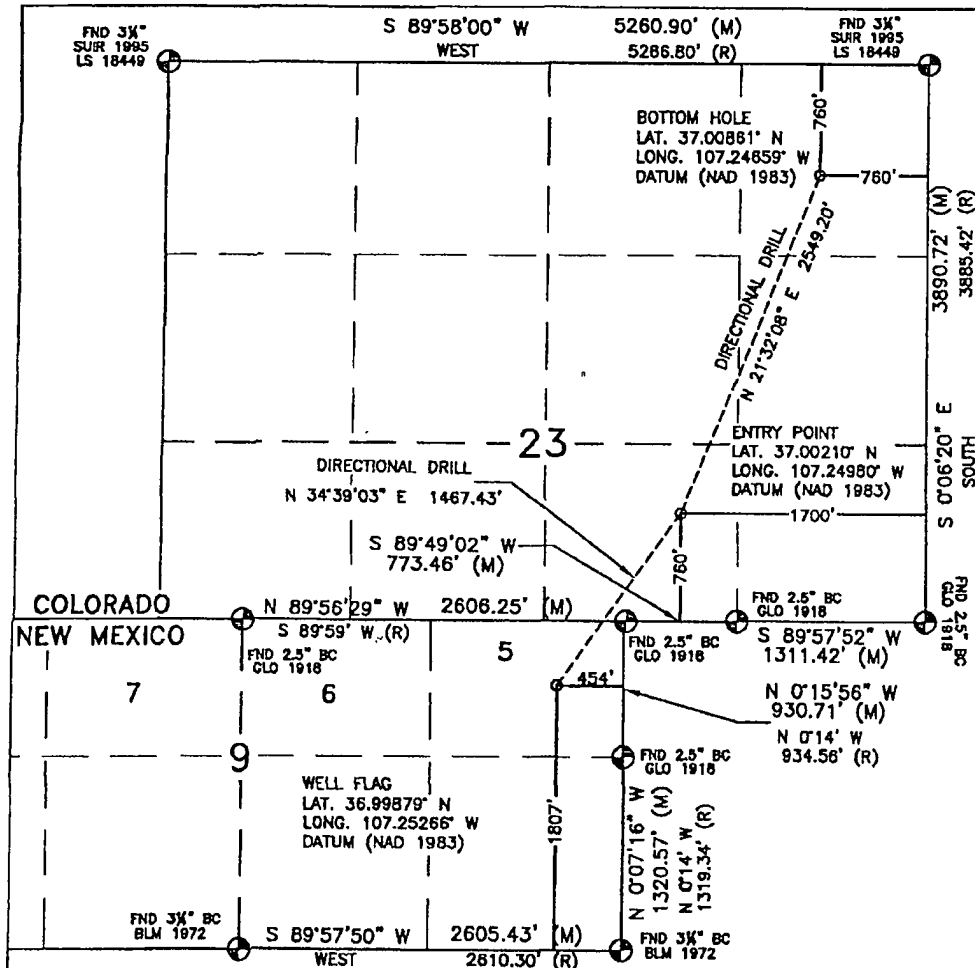 S 89°58'00" W 5260.90' (M)
WEST 5286.80' (R)
FND 3¼"
SUIR 1995
LS 18449
FND 3¼"
SUIR 1995
LS 18449
760'
BOTTOM HOLE
LAT. 37.00861° N
LONG. 107.24659° W
DATUM (NAD 1983)
760'
3890.72' (M)
3885.42' (R)
DIRECTIONAL DRILL
N 21°32'08" E 2549.20'
S 0°06'20" E
SOUTH
23
ENTRY POINT
LAT. 37.00210° N
LONG. 107.24980° W
DATUM (NAD 1983)
DIRECTIONAL DRILL
N 34°39'03" E 1467.43'
1700'
S 89°49'02" W
773.46' (M)
760'
FND 2.5" BC
GLO 1918
FND 2.5" BC
GLO 1918
COLORADO
N 89°56'29" W 2606.25' (M)
NEW MEXICO
S 89°59' W (R)
FND 2.5" BC
GLO 1918
5
FND 2.5" BC
GLO 1918
S 89°57'52" W
1311.42' (M)
7
6
454'
N 0°15'56" W
930.71' (M)
N 0°14' W
934.56' (R)
9
FND 2.5" BC
GLO 1918
WELL FLAG
LAT. 36.99879° N
LONG. 107.25266° W
DATUM (NAD 1983)
1807'
N 0°07'16" W
1320.57' (M)
N 0°14' W
1319.34' (R)
FND 3¼" BC
BLM 1972
S 89°57'50" W 2605.43' (M)
WEST 2610.30' (R)
FND 3¼" BC
BLM 1972